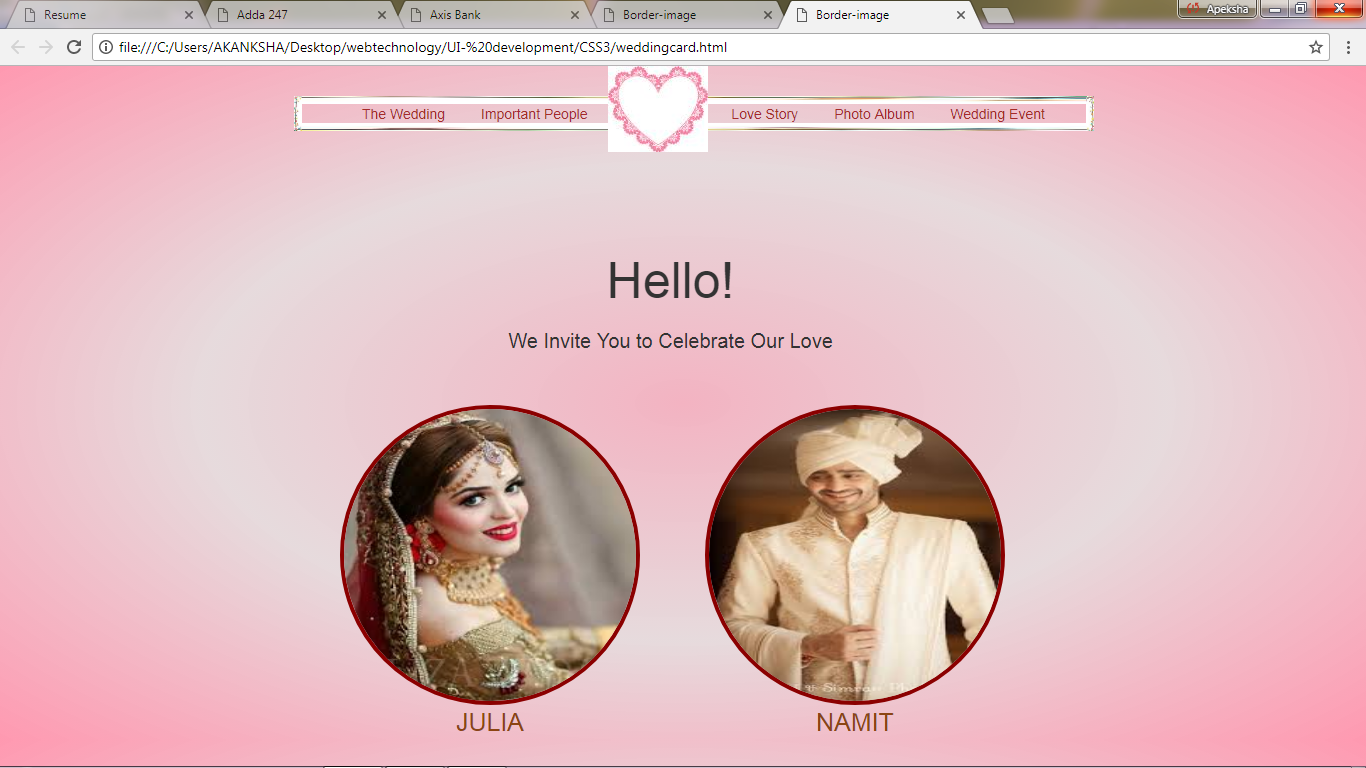 Resume Adda 247 Axis Bank Border-image Border-image Apeksha
file:///C:/Users/AKANKSHA/Desktop/webtechnology/UI-%20development/CSS3/weddingcard.html
The Wedding Important People Love Story Photo Album Wedding Event
Hello!
We Invite You to Celebrate Our Love
Simran
JULIA NAMIT